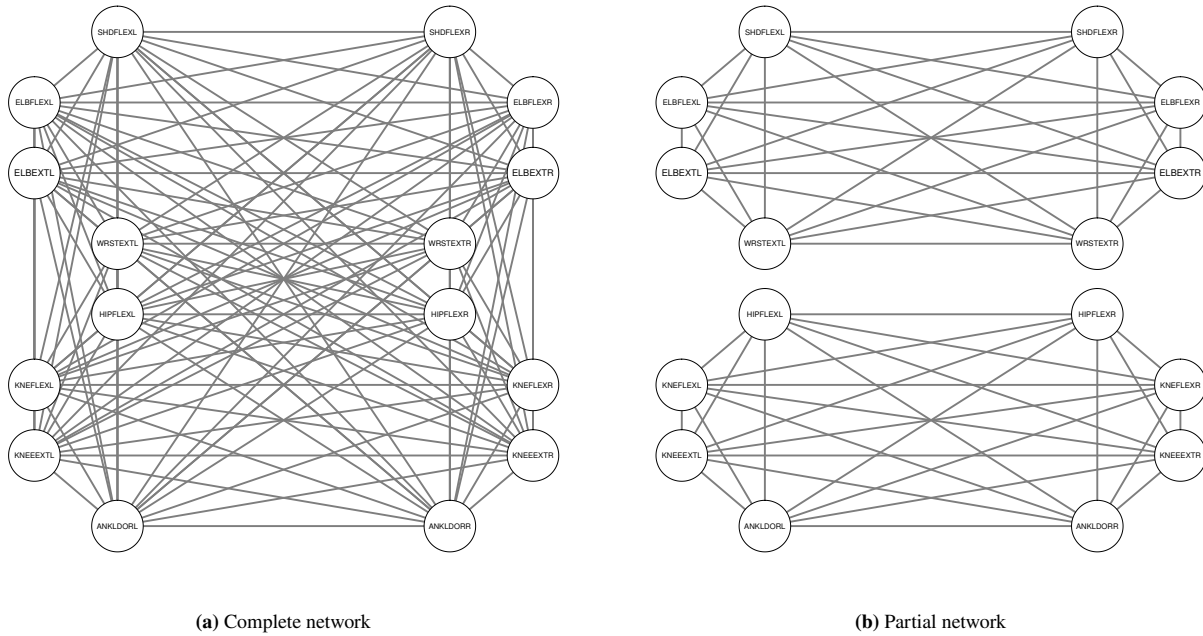 SHDFLEXL SHDFLEXR SHDFLEXL SHDFLEXR
ELBFLEXL ELBFLEXR ELBFLEXL ELBFLEXR
ELBEXTL ELBEXTR ELBEXTL ELBEXTR
WRSTEXTL WRSTEXTR WRSTEXTL WRSTEXTR
HIPFLEXL HIPFLEXR HIPFLEXL HIPFLEXR
KNEFLEXL KNEFLEXR KNEFLEXL KNEFLEXR
KNEEEXTL KNEEEXTR KNEEEXTL KNEEEXTR
ANKLDORL ANKLDORR ANKLDORL ANKLDORR
(a) Complete network (b) Partial network